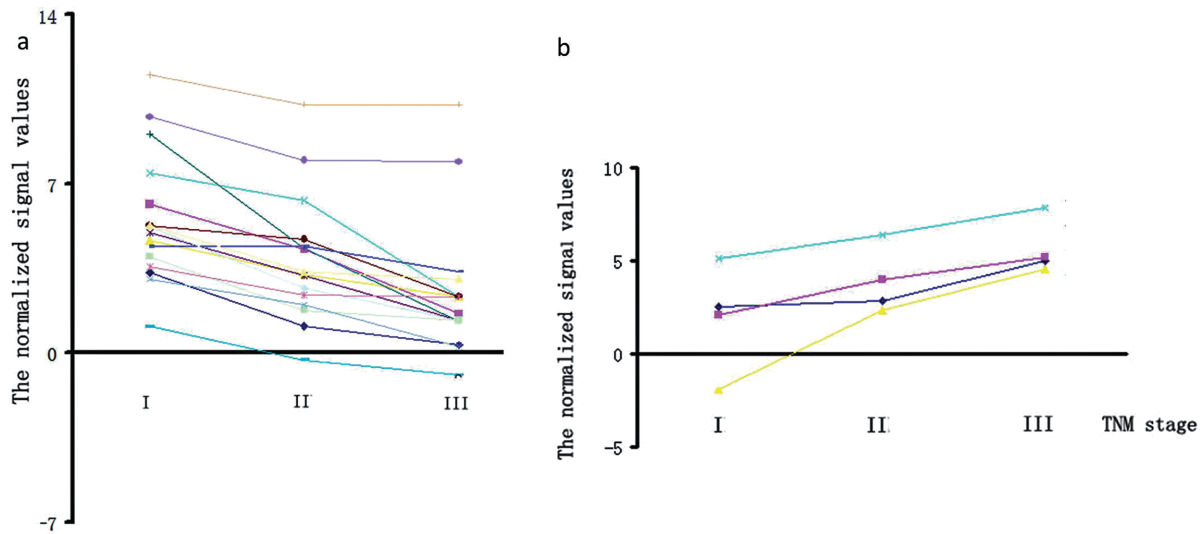 a
The normalized signal values
14
7
0
-7
I
II
III
b
The normalized signal values
10
5
0
-5
I
II
III
TNM stage